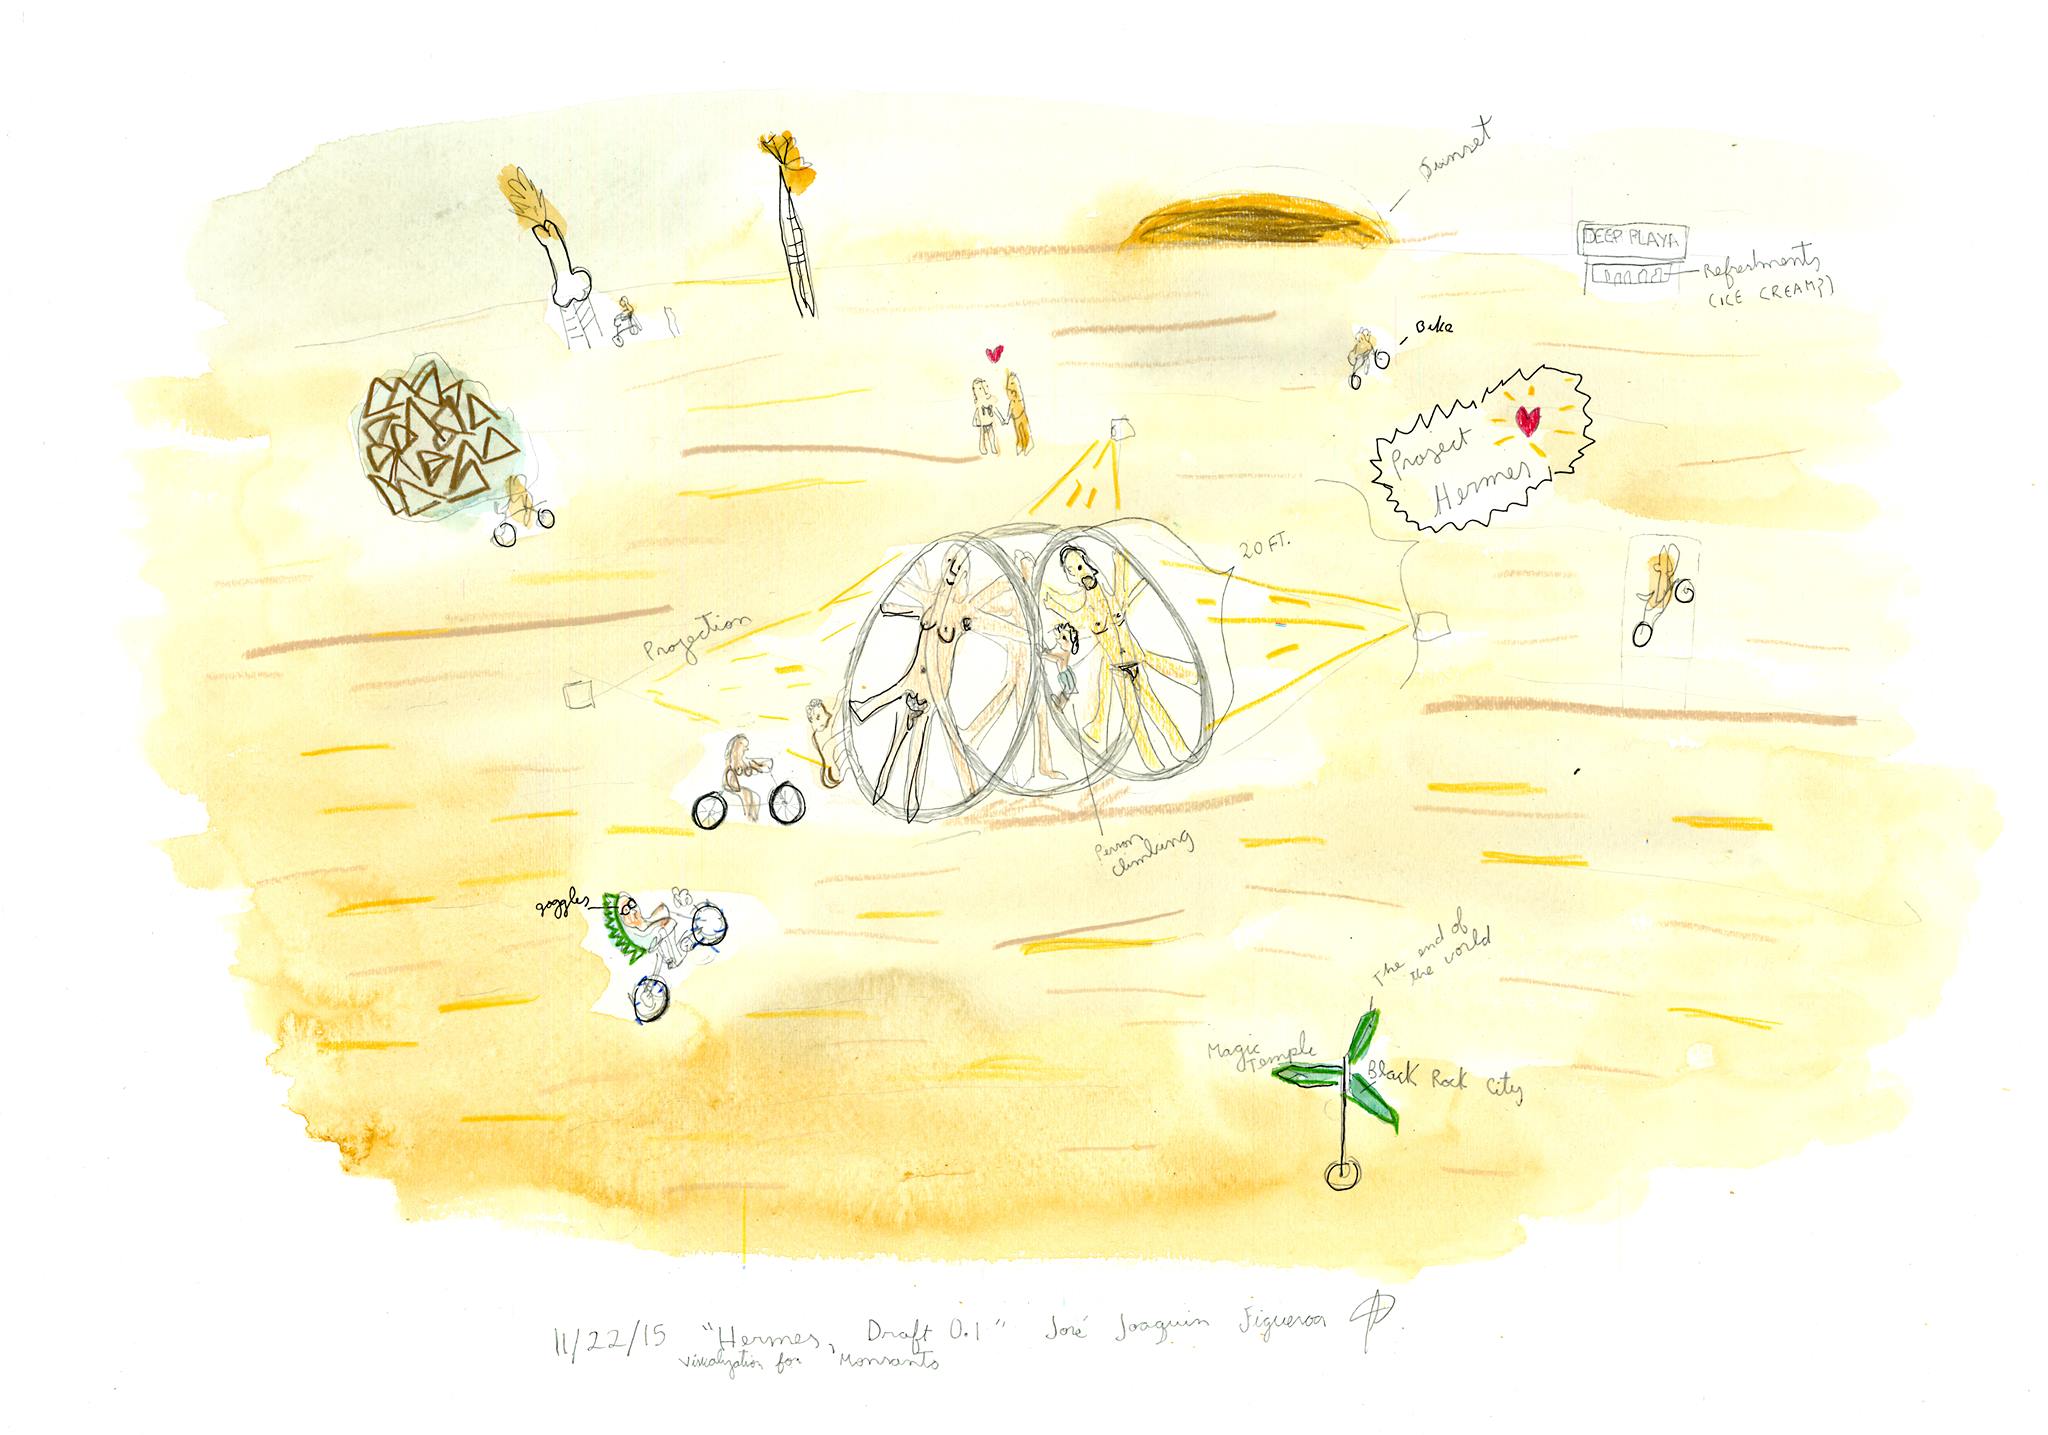 Sunset
DEEP PLAYA
Refreshments
(ICE CREAM?)
Bike
Project
Hermes
20 FT.
Projection
Person
climbing
goggles
The end of
the world
Magic
Temple
Black Rock City
11/22/15 "Hermes, Draft 0.1" José Joaquin Figueroa
visualization for Monsanto